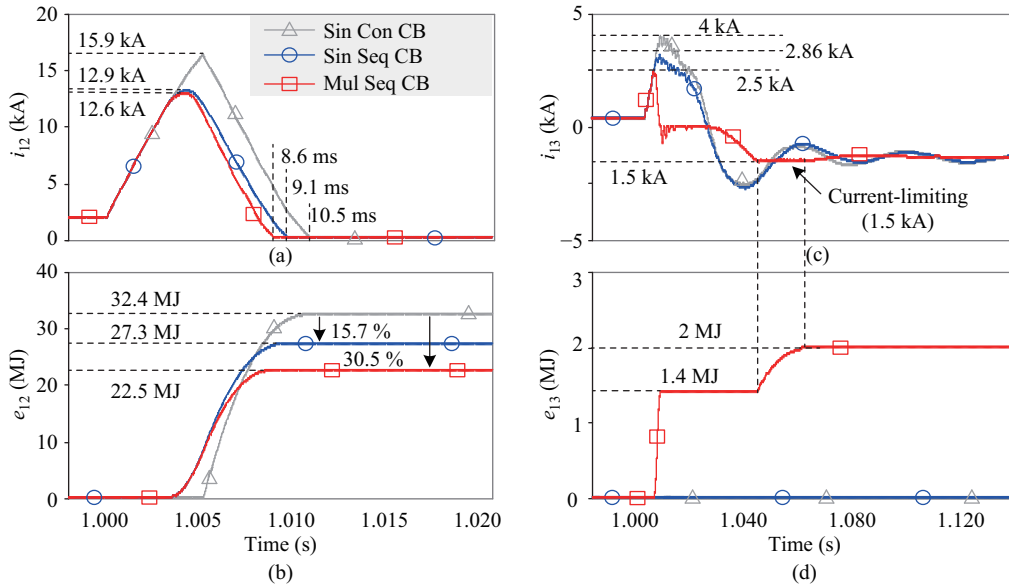 20
15
10
5
0
i12 (kA)
15.9 kA
12.9 kA
12.6 kA
Sin Con CB
Sin Seq CB
Mul Seq CB
8.6 ms
9.1 ms
10.5 ms
(a)
40
30
20
10
0
e12 (MJ)
32.4 MJ
27.3 MJ
22.5 MJ
15.7 %
30.5 %
1.000
1.005
1.010
1.015
1.020
Time (s)
(b)
5
0
−5
i13 (kA)
4 kA
2.86 kA
2.5 kA
1.5 kA
Current-limiting
(1.5 kA)
(c)
3
2
1
0
e13 (MJ)
2 MJ
1.4 MJ
1.000
1.040
1.080
1.120
Time (s)
(d)